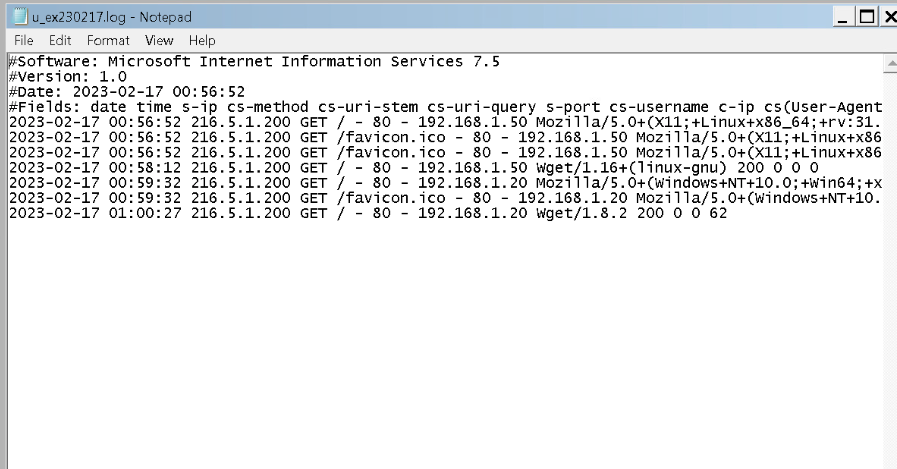 u_ex230217.log - Notepad
File Edit Format View Help
#Software: Microsoft Internet Information Services 7.5
#Version: 1.0
#Date: 2023-02-17 00:56:52
#Fields: date time s-ip cs-method cs-uri-stem cs-uri-query s-port cs-username c-ip cs(User-Agent
2023-02-17 00:56:52 216.5.1.200 GET / - 80 - 192.168.1.50 Mozilla/5.0+(X11;+Linux+x86_64;+rv:31.
2023-02-17 00:56:52 216.5.1.200 GET /favicon.ico - 80 - 192.168.1.50 Mozilla/5.0+(X11;+Linux+x86
2023-02-17 00:56:52 216.5.1.200 GET /favicon.ico - 80 - 192.168.1.50 Mozilla/5.0+(X11;+Linux+x86
2023-02-17 00:58:12 216.5.1.200 GET / - 80 - 192.168.1.50 Wget/1.16+(linux-gnu) 200 0 0 0
2023-02-17 00:59:32 216.5.1.200 GET / - 80 - 192.168.1.20 Mozilla/5.0+(Windows+NT+10.0;+Win64;+x
2023-02-17 00:59:32 216.5.1.200 GET /favicon.ico - 80 - 192.168.1.20 Mozilla/5.0+(Windows+NT+10.
2023-02-17 01:00:27 216.5.1.200 GET / - 80 - 192.168.1.20 Wget/1.8.2 200 0 0 62